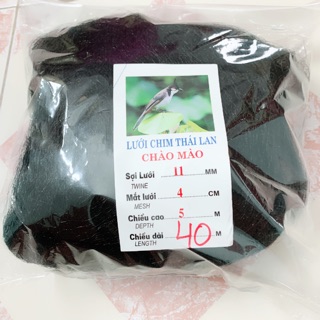 LƯỚI CHIM THÁI LAN
CHÀO MÀO
Sợi Lưới 11 MM
TWINE
Mắt lưới 4 CM
MESH
Chiều cao 5 M
DEPTH
Chiều dài 40 M
LENGTH